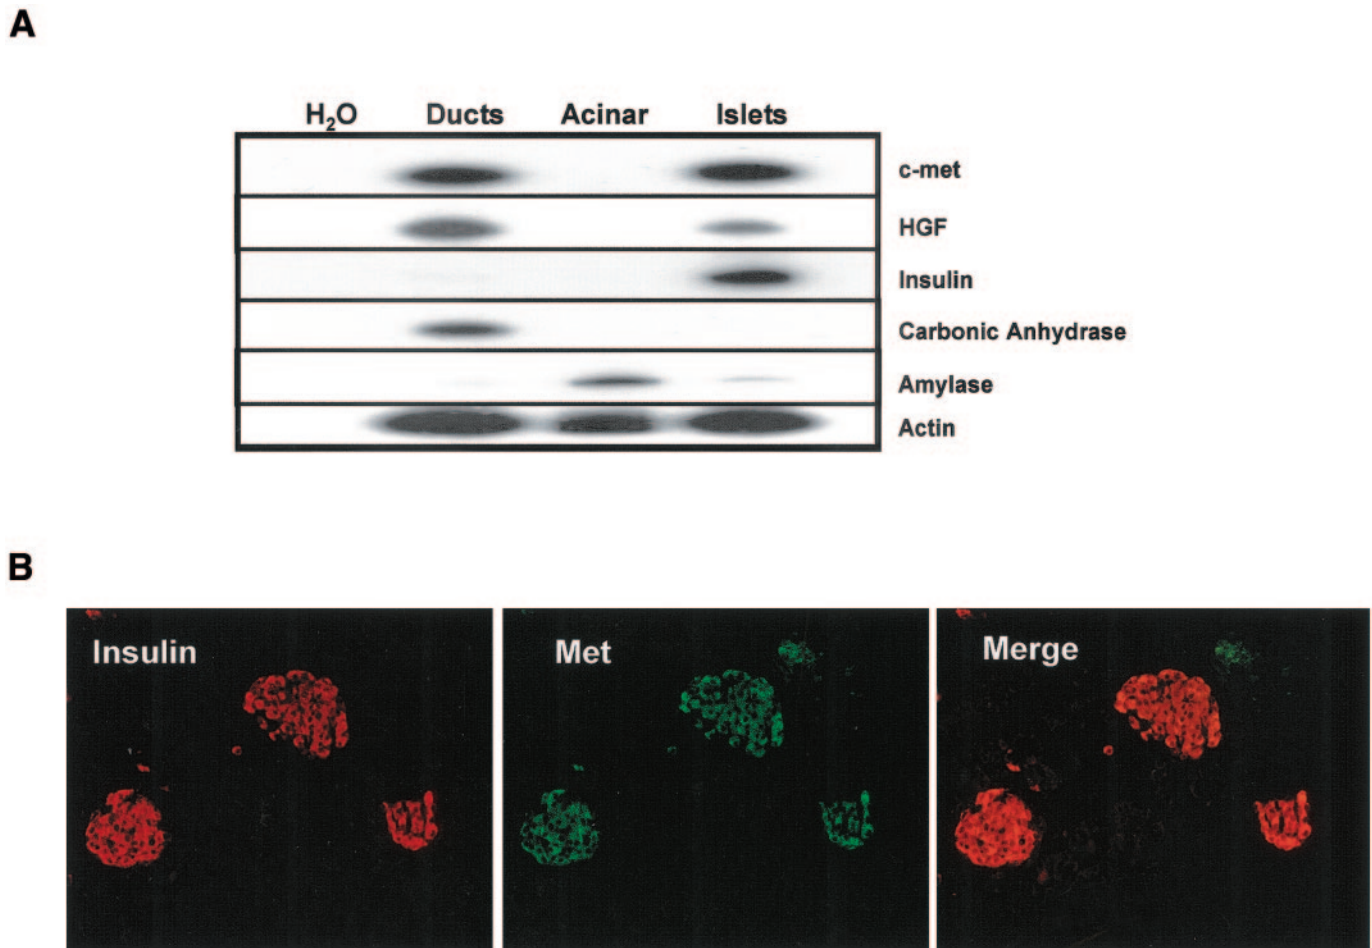 A
H₂O Ducts Acinar Islets
c-met
HGF
Insulin
Carbonic Anhydrase
Amylase
Actin
B
Insulin Met Merge